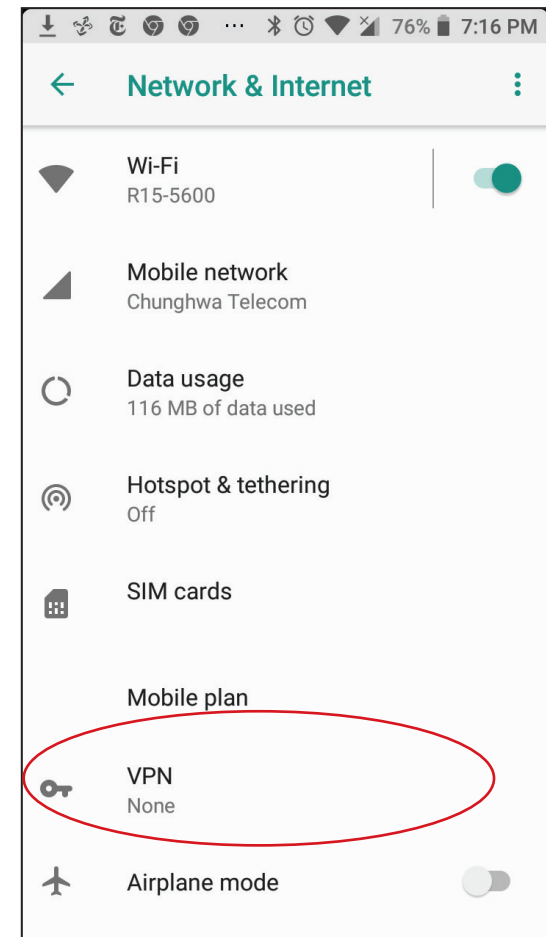 76% 7:16 PM
Network & Internet
Wi-Fi
R15-5600
Mobile network
Chunghwa Telecom
Data usage
116 MB of data used
Hotspot & tethering
Off
SIM cards
Mobile plan
VPN
None
Airplane mode